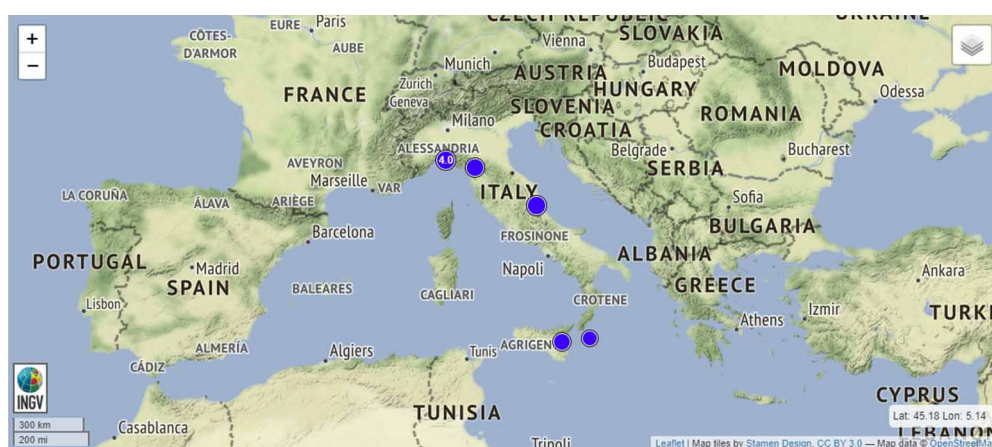 CZECH REPUBLIC
UKRAINE
EURE
Paris
CÔTES-
D'ARMOR
AUBE
Vienna
SLOVAKIA
Munich
Budapest
MOLDOVA
Zurich
AUSTRIA
HUNGARY
Odessa
FRANCE
Geneva
SLOVENIA
ROMANIA
Milano
CROATIA
ALESSANDRIA
Belgrade
Bucharest
4.0
AVEYRON
SERBIA
Marseille
VAR
LA CORUÑA
ÁLAVA
ARIÈGE
ITALY
Sofia
Barcelona
FROSINONE
BULGARIA
PORTUGAL
Madrid
Napoli
ALBANIA
Ankara
SPAIN
BALEARES
CAGLIARI
CROTENE
GREECE
Lisbon
Athens
Izmir
TURK
ALMERÍA
Algiers
Tunis
AGRIGEN
CÁDIZ
INGV
CYPRUS
300 km
200 mi
Casablanca
TUNISIA
Lat: 45.18 Lon: 5.14
LEBANON
Tripoli
Leaflet | Map tiles by Stamen Design, CC BY 3.0 — Map data © OpenStreetMa
+
−